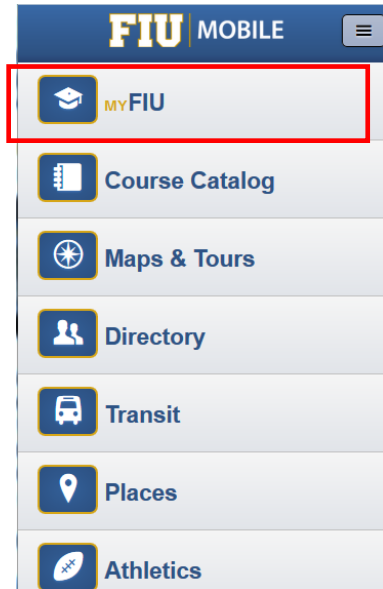 FIU MOBILE
MYFIU
Course Catalog
Maps & Tours
Directory
Transit
Places
Athletics